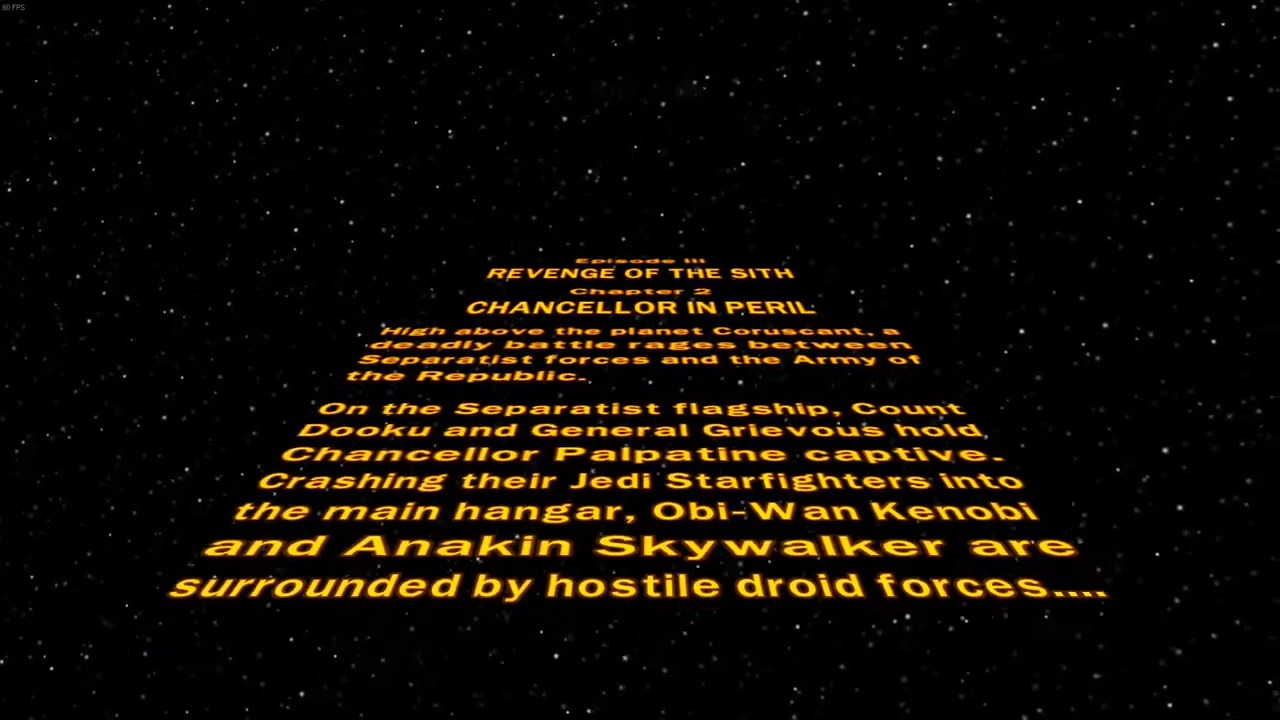 60 FPS
Episode III
REVENGE OF THE SITH
Chapter 2
CHANCELLOR IN PERIL
High above the planet Coruscant, a
deadly battle rages between
Separatist forces and the Army of
the Republic.
On the Separatist flagship, Count
Dooku and General Grievous hold
Chancellor Palpatine captive.
Crashing their Jedi Starfighters into
the main hangar, Obi-Wan Kenobi
and Anakin Skywalker are
surrounded by hostile droid forces....